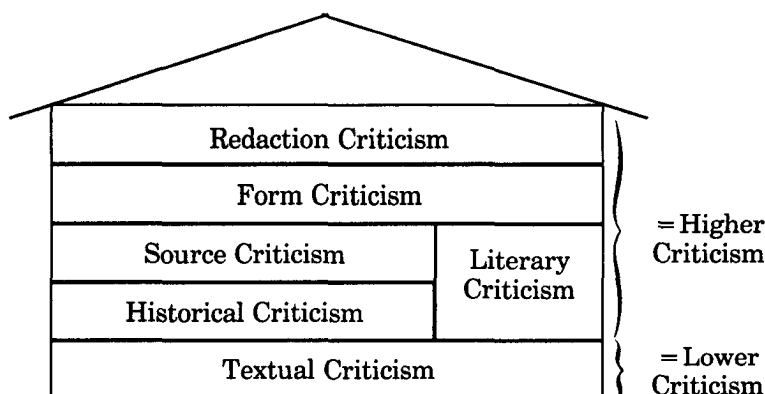 Redaction Criticism
Form Criticism
Source Criticism
Literary
Criticism
Historical Criticism
Textual Criticism
=Higher
Criticism
=Lower
Criticism